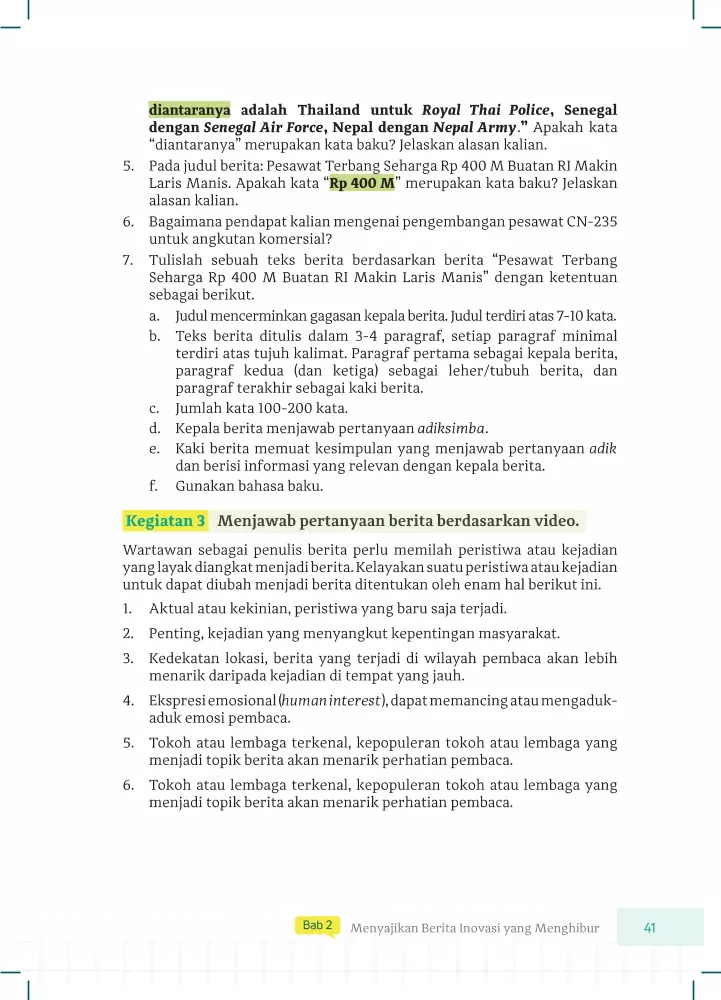 diantaranya adalah Thailand untuk Royal Thai Police, Senegal
dengan Senegal Air Force, Nepal dengan Nepal Army.” Apakah kata
“diantaranya” merupakan kata baku? Jelaskan alasan kalian.
5. Pada judul berita: Pesawat Terbang Seharga Rp 400 M Buatan RI Makin
Laris Manis. Apakah kata “Rp 400 M” merupakan kata baku? Jelaskan
alasan kalian.
6. Bagaimana pendapat kalian mengenai pengembangan pesawat CN-235
untuk angkutan komersial?
7. Tulislah sebuah teks berita berdasarkan berita “Pesawat Terbang
Seharga Rp 400 M Buatan RI Makin Laris Manis” dengan ketentuan
sebagai berikut.
a. Judul mencerminkan gagasan kepala berita. Judul terdiri atas 7-10 kata.
b. Teks berita ditulis dalam 3-4 paragraf, setiap paragraf minimal
terdiri atas tujuh kalimat. Paragraf pertama sebagai kepala berita,
paragraf kedua (dan ketiga) sebagai leher/tubuh berita, dan
paragraf terakhir sebagai kaki berita.
c. Jumlah kata 100-200 kata.
d. Kepala berita menjawab pertanyaan adiksimba.
e. Kaki berita memuat kesimpulan yang menjawab pertanyaan adik
dan berisi informasi yang relevan dengan kepala berita.
f. Gunakan bahasa baku.
Kegiatan 3 Menjawab pertanyaan berita berdasarkan video.
Wartawan sebagai penulis berita perlu memilah peristiwa atau kejadian
yang layak diangkat menjadi berita. Kelayakan suatu peristiwa atau kejadian
untuk dapat diubah menjadi berita ditentukan oleh enam hal berikut ini.
1. Aktual atau kekinian, peristiwa yang baru saja terjadi.
2. Penting, kejadian yang menyangkut kepentingan masyarakat.
3. Kedekatan lokasi, berita yang terjadi di wilayah pembaca akan lebih
menarik daripada kejadian di tempat yang jauh.
4. Ekspresi emosional (human interest), dapat memancing atau mengaduk-
aduk emosi pembaca.
5. Tokoh atau lembaga terkenal, kepopuleran tokoh atau lembaga yang
menjadi topik berita akan menarik perhatian pembaca.
6. Tokoh atau lembaga terkenal, kepopuleran tokoh atau lembaga yang
menjadi topik berita akan menarik perhatian pembaca.
Bab 2 Menyajikan Berita Inovasi yang Menghibur 41